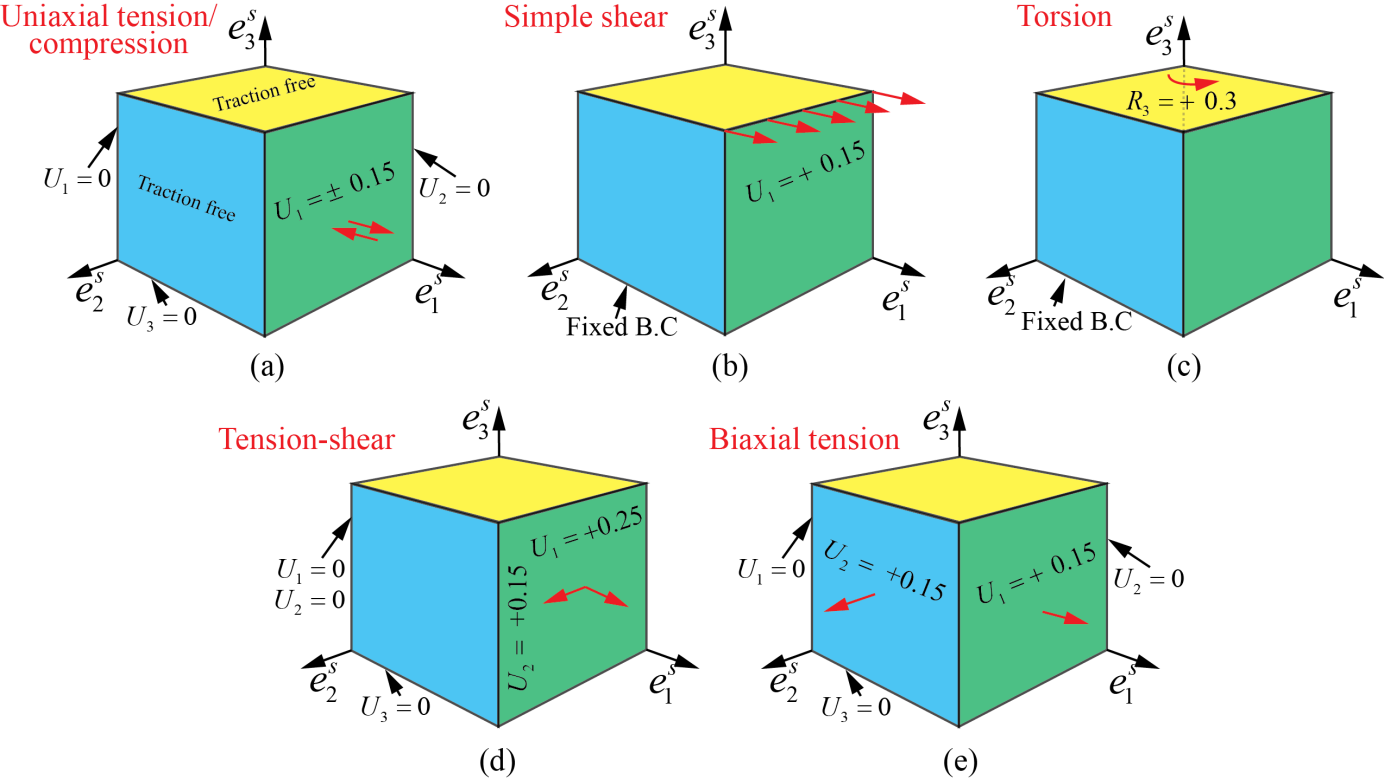 Uniaxial tension/
compression
e₃ˢ
Traction free
U₁ = 0
Traction free
U₁ = ± 0.15
U₂ = 0
e₂ˢ
U₃ = 0
e₁ˢ
(a)
Simple shear
e₃ˢ
U₁ = + 0.15
e₂ˢ
Fixed B.C
e₁ˢ
(b)
Torsion
e₃ˢ
R₃ = + 0.3
e₂ˢ
Fixed B.C
e₁ˢ
(c)
Tension-shear
e₃ˢ
U₁ = +0.25
U₁ = 0
U₂ = 0
U₂ = +0.15
e₂ˢ
U₃ = 0
e₁ˢ
(d)
Biaxial tension
e₃ˢ
U₁ = 0
U₂ = +0.15
U₁ = + 0.15
U₂ = 0
e₂ˢ
U₃ = 0
e₁ˢ
(e)